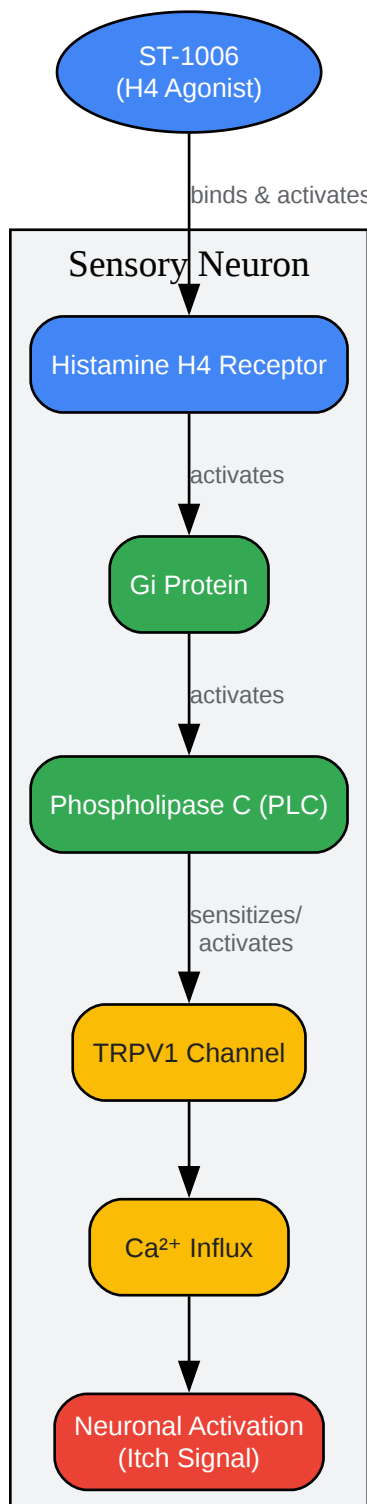 ST-1006
(H4 Agonist)
binds & activates
Sensory Neuron
Histamine H4 Receptor
activates
Gi Protein
activates
Phospholipase C (PLC)
sensitizes/
activates
TRPV1 Channel
Ca²⁺ Influx
Neuronal Activation
(Itch Signal)